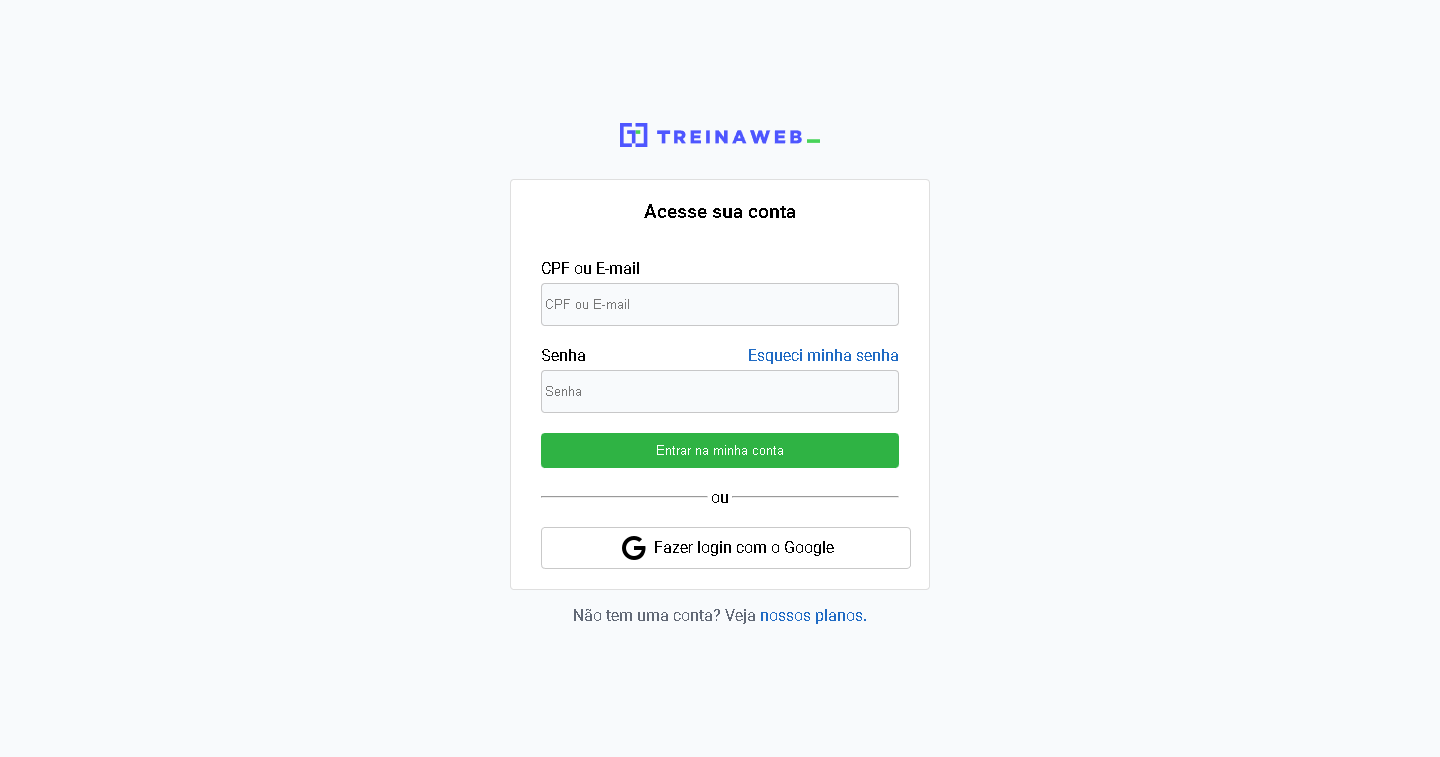 TREINAWEB_
Acesse sua conta
CPF ou E-mail
CPF ou E-mail
Senha Esqueci minha senha
Senha
Entrar na minha conta
ou
Fazer login com o Google
Não tem uma conta? Veja nossos planos.